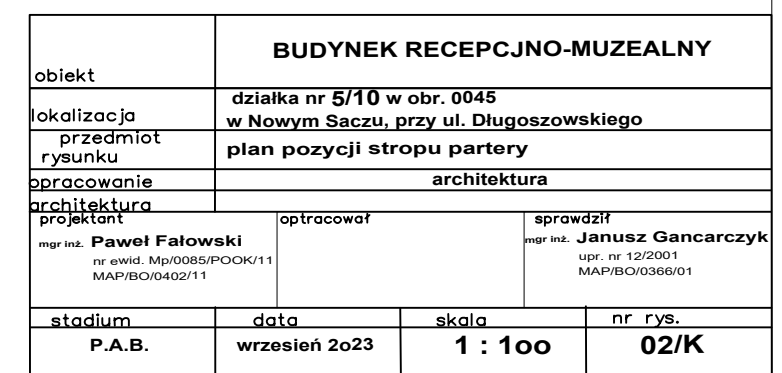 obiekt
BUDYNEK RECEPCJNO-MUZEALNY
lokalizacja
działka nr 5/10 w obr. 0045
w Nowym Saczu, przy ul. Długoszowskiego
przedmiot
rysunku
plan pozycji stropu partery
opracowanie
architektura
architektura
projektant
mgr inż. Paweł Fałowski
nr ewid. Mp/0085/POOK/11
MAP/BO/0402/11
optracował
sprawdził
mgr inż. Janusz Gancarczyk
upr. nr 12/2001
MAP/BO/0366/01
stadium
data
skala
nr rys.
P.A.B.
wrzesień 2o23
1 : 1oo
02/K